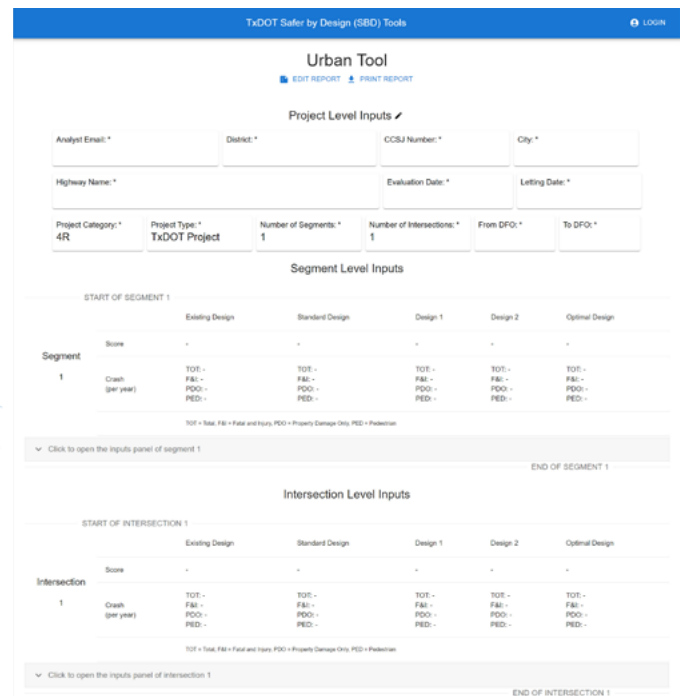 TxDOT Safer by Design (SBD) Tools LOGIN
Urban Tool
EDIT REPORT PRINT REPORT
Project Level Inputs
Analyst Email: * District: * CCSJ Number: * City: *
Highway Name: * Evaluation Date: * Letting Date: *
Project Category: * Project Type: * Number of Segments: * Number of Intersections: * From DFO: * To DFO: *
4R TxDOT Project 1 1
Segment Level Inputs
START OF SEGMENT 1
Existing Design Standard Design Design 1 Design 2 Optimal Design
Score - - - - -
Segment
1
Crash
(per year)
TOT: - TOT: - TOT: - TOT: - TOT: -
F&I: - F&I: - F&I: - F&I: - F&I: -
PDO: - PDO: - PDO: - PDO: - PDO: -
PED: - PED: - PED: - PED: - PED: -
TOT = Total, F&I = Fatal and Injury, PDO = Property Damage Only, PED = Pedestrian
Click to open the inputs panel of segment 1
END OF SEGMENT 1
Intersection Level Inputs
START OF INTERSECTION 1
Existing Design Standard Design Design 1 Design 2 Optimal Design
Score - - - - -
Intersection
1
Crash
(per year)
TOT: - TOT: - TOT: - TOT: - TOT: -
F&I: - F&I: - F&I: - F&I: - F&I: -
PDO: - PDO: - PDO: - PDO: - PDO: -
PED: - PED: - PED: - PED: - PED: -
TOT = Total, F&I = Fatal and Injury, PDO = Property Damage Only, PED = Pedestrian
Click to open the inputs panel of intersection 1
END OF INTERSECTION 1